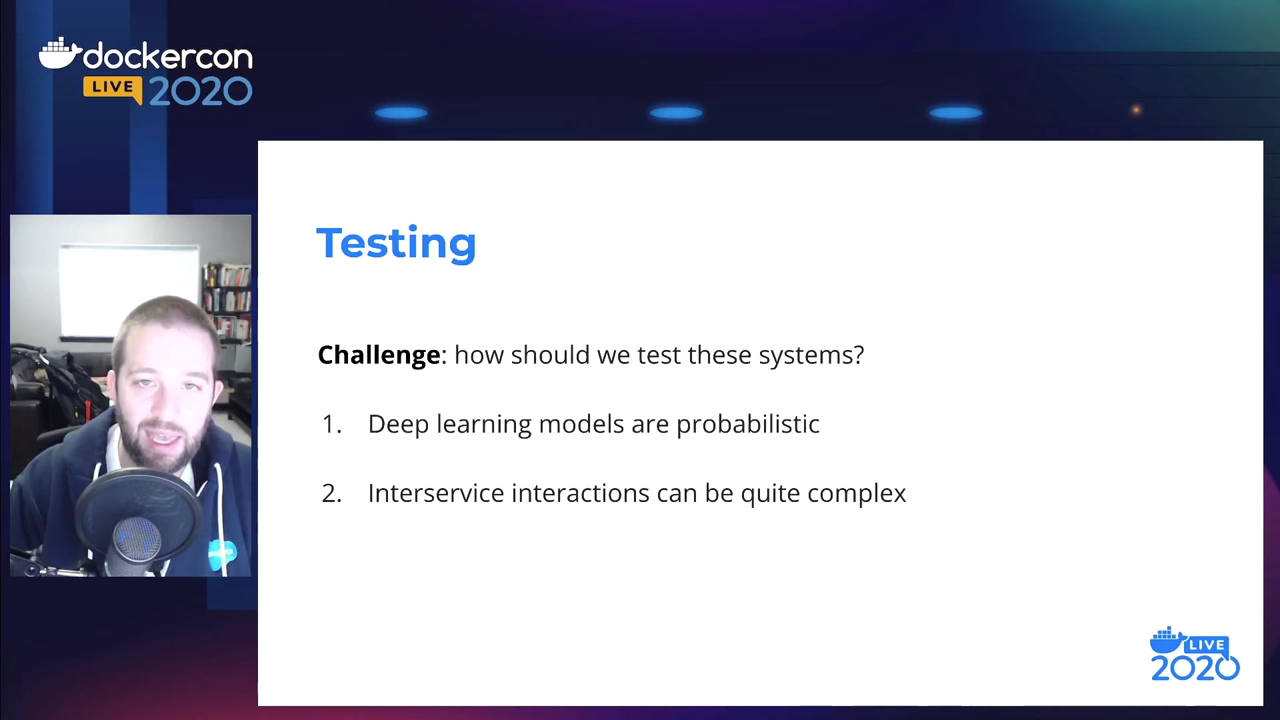 dockercon
LIVE 2020
Testing
Challenge: how should we test these systems?
1. Deep learning models are probabilistic
2. Interservice interactions can be quite complex
LIVE
2020